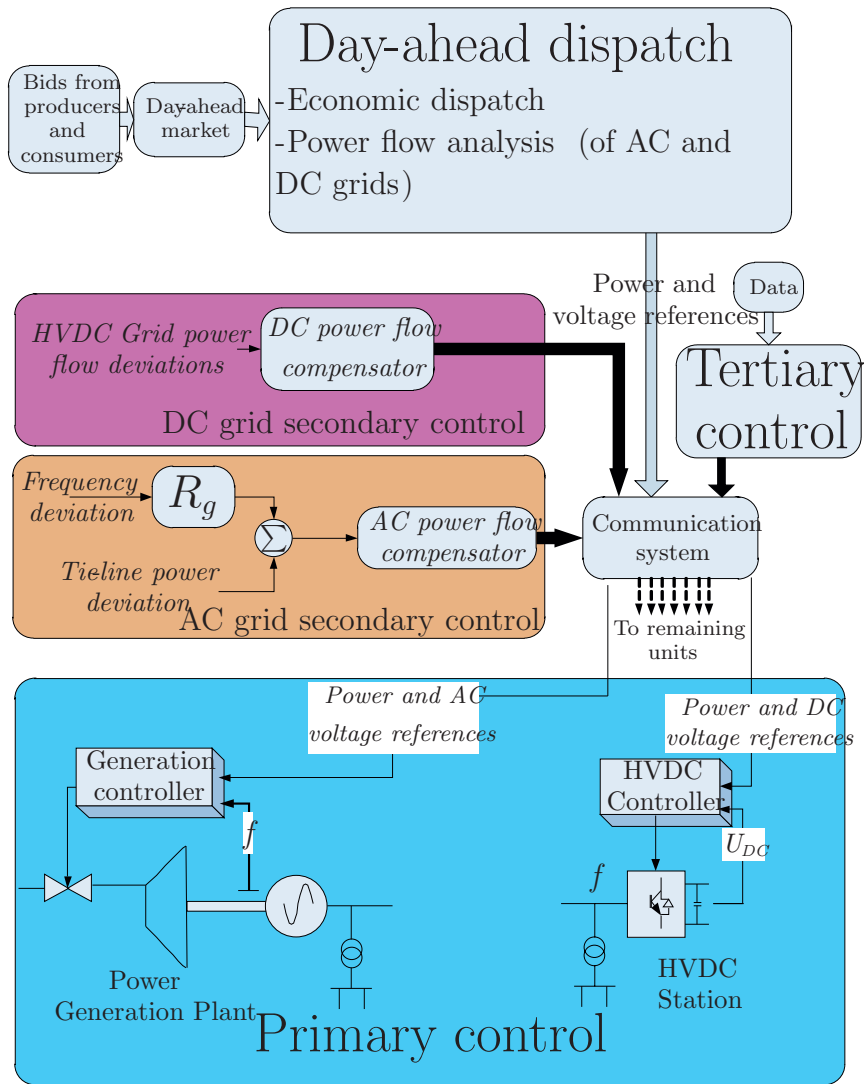 Day-ahead dispatch
-Economic dispatch
-Power flow analysis (of AC and
DC grids)
Bids from
producers
and
consumers
Day-ahead
market
Power and
voltage references
Data
Tertiary
control
HVDC Grid power
flow deviations
DC power flow
compensator
DC grid secondary control
Frequency
deviation
R_g
Σ
Tie-line power
deviation
AC power flow
compensator
AC grid secondary control
Communication
system
To remaining
units
Power and AC
voltage references
Power and DC
voltage references
Generation
controller
f
HVDC
Controller
U_DC
f
Power
Generation Plant
HVDC
Station
Primary control